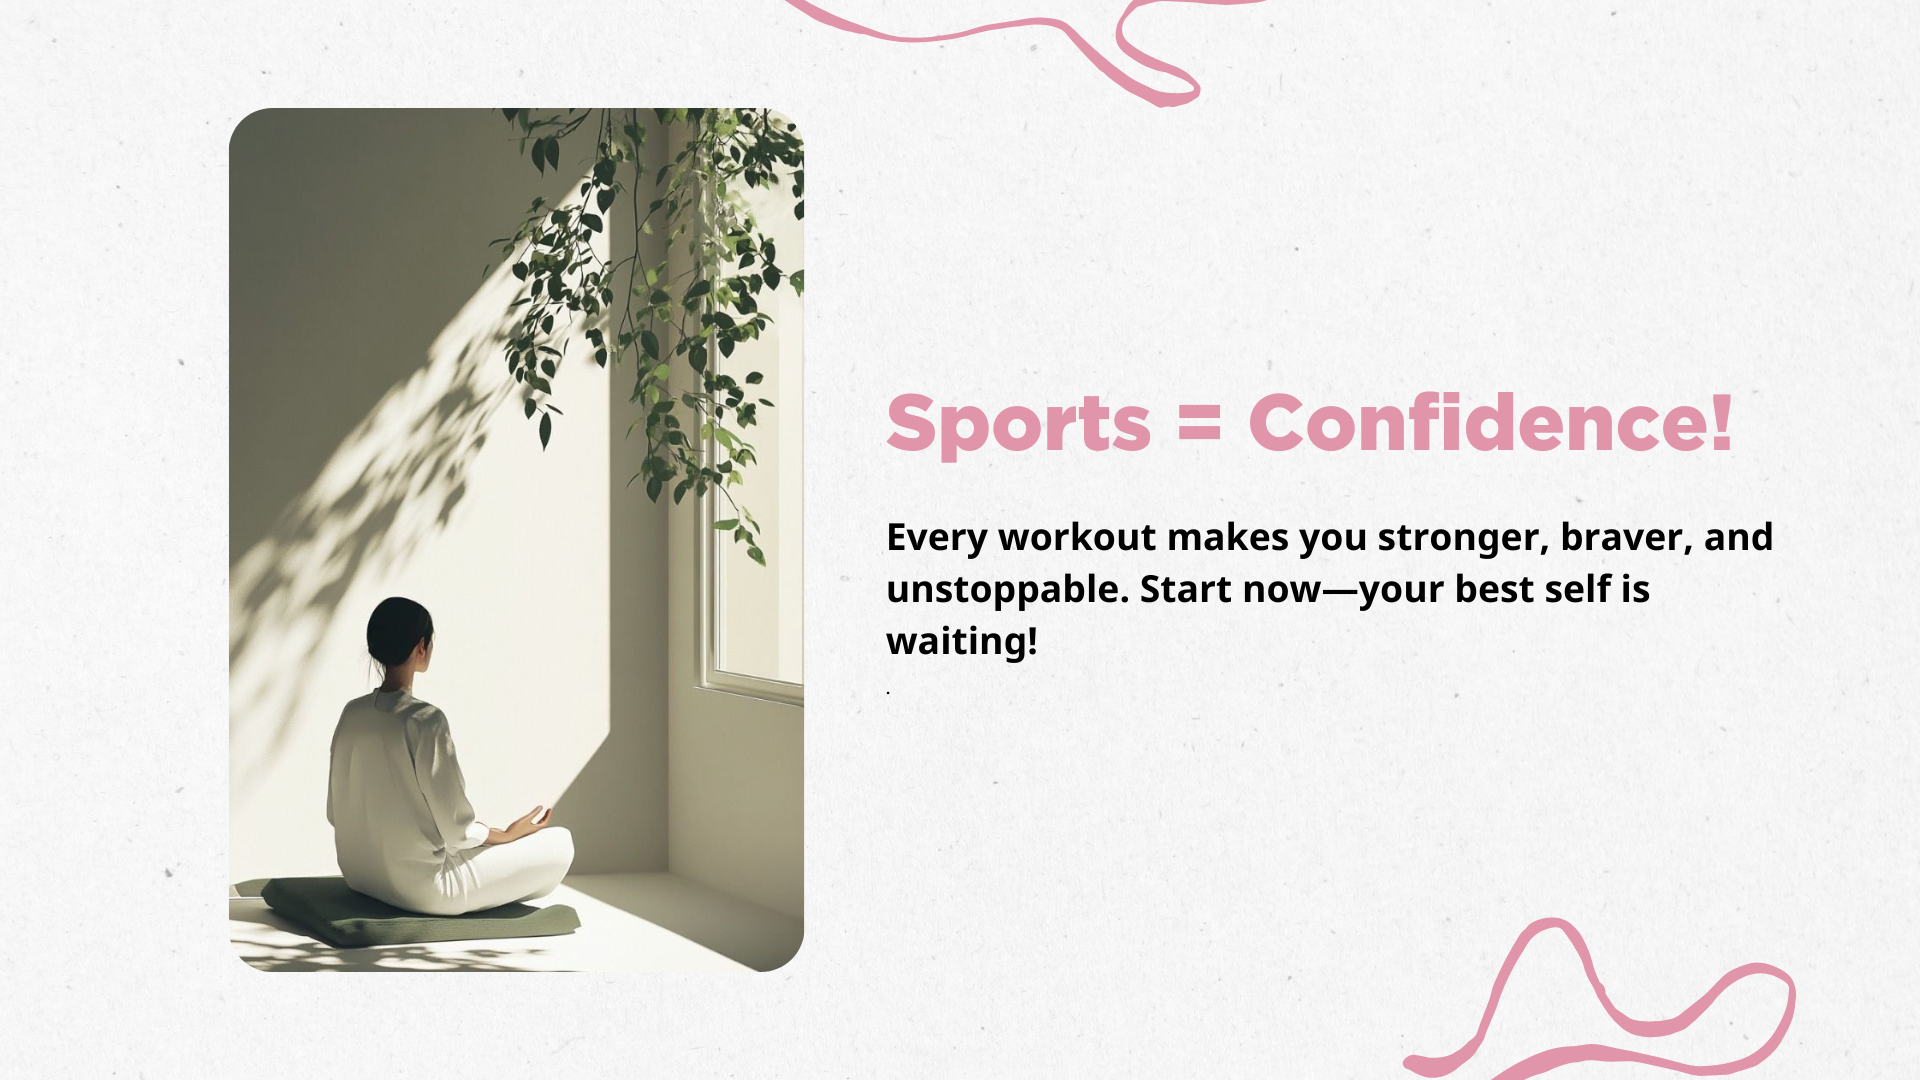 Sports = Confidence!
Every workout makes you stronger, braver, and
unstoppable. Start now—your best self is
waiting!
.